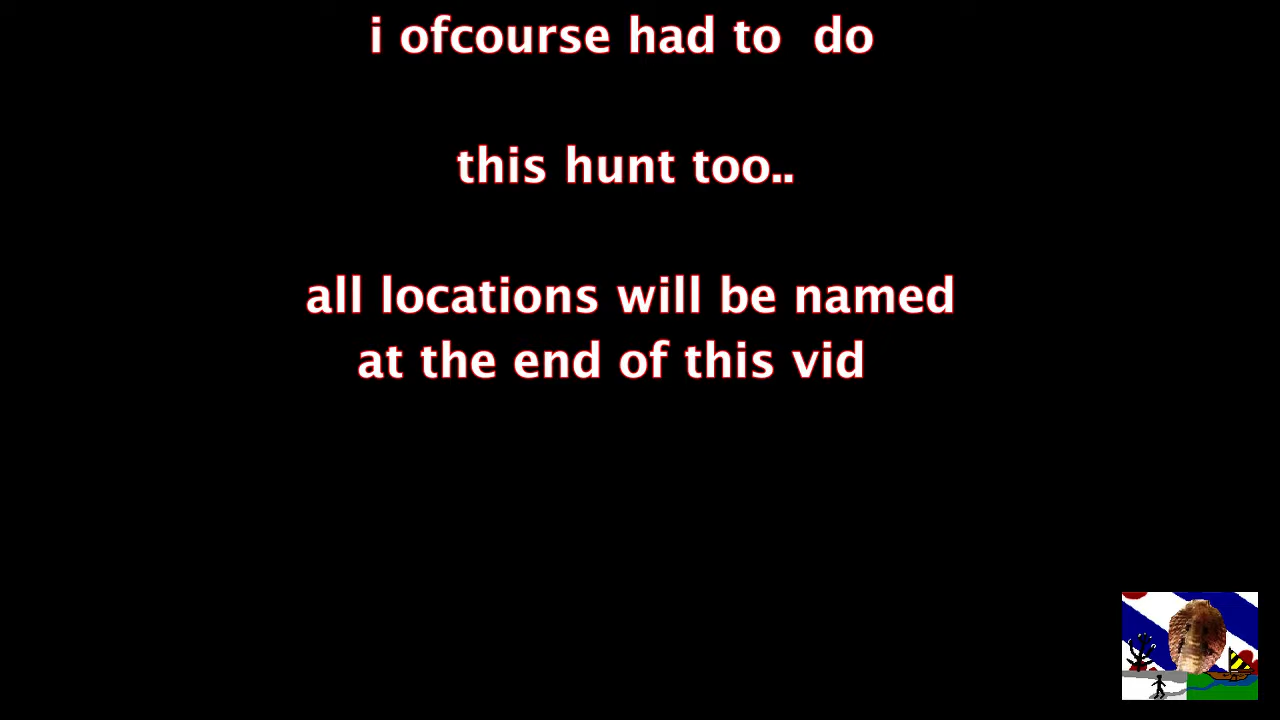 i ofcourse had to  do
this hunt too..
all locations will be named
at the end of this vid